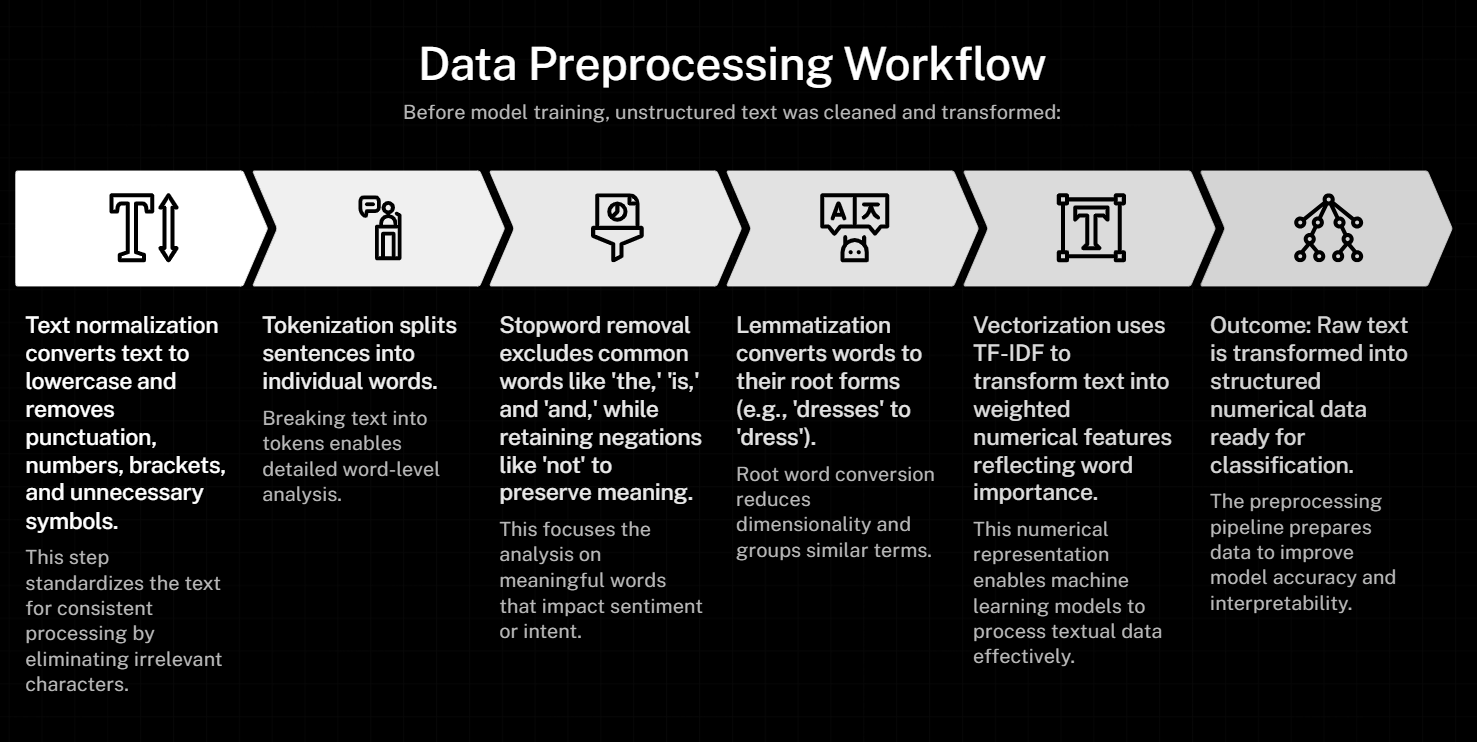 Data Preprocessing Workflow
Before model training, unstructured text was cleaned and transformed:
Text normalization
converts text to
lowercase and
removes
punctuation,
numbers, brackets,
and unnecessary
symbols.
This step
standardizes the text
for consistent
processing by
eliminating irrelevant
characters.
Tokenization splits
sentences into
individual words.
Breaking text into
tokens enables
detailed word-level
analysis.
Stopword removal
excludes common
words like 'the,' 'is,'
and 'and,' while
retaining negations
like 'not' to
preserve meaning.
This focuses the
analysis on
meaningful words
that impact sentiment
or intent.
Lemmatization
converts words to
their root forms
(e.g., 'dresses' to
'dress').
Root word conversion
reduces
dimensionality and
groups similar terms.
Vectorization uses
TF-IDF to
transform text into
weighted
numerical features
reflecting word
importance.
This numerical
representation
enables machine
learning models to
process textual data
effectively.
Outcome: Raw text
is transformed into
structured
numerical data
ready for
classification.
The preprocessing
pipeline prepares
data to improve
model accuracy and
interpretability.